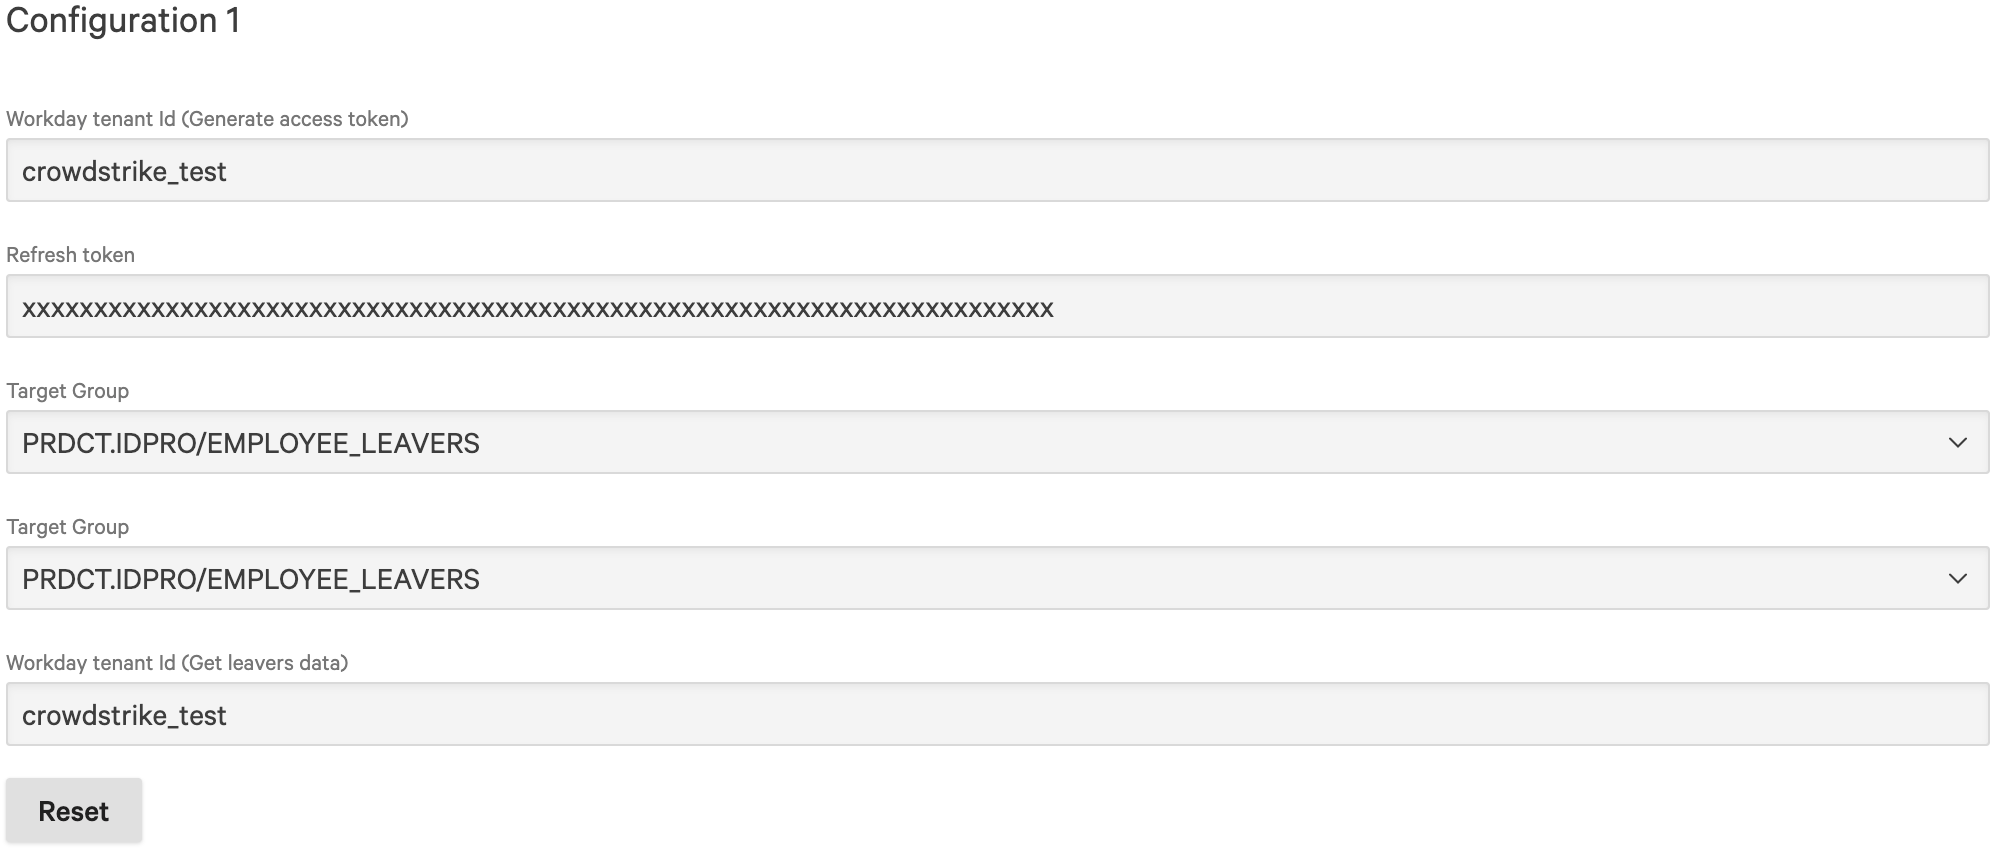 Configuration 1
Workday tenant Id (Generate access token)
crowdstrike_test
Refresh token
xxxxxxxxxxxxxxxxxxxxxxxxxxxxxxxxxxxxxxxxxxxxxxxxxxxxxxxxxxxxxxxxxxxxxxxx
Target Group
PRDCT.IDPRO/EMPLOYEE_LEAVERS
Target Group
PRDCT.IDPRO/EMPLOYEE_LEAVERS
Workday tenant Id (Get leavers data)
crowdstrike_test
Reset